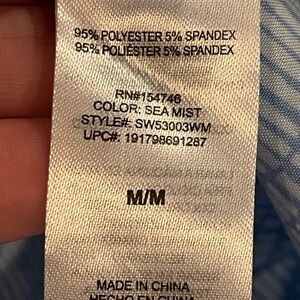 95% POLYESTER 5% SPANDEX
95% POLIÉSTER 5% SPANDEX
RN#154746
COLOR: SEA MIST
STYLE#: SW53003WM
UPC#: 191798691287
M/M
MADE IN CHINA
HECHO EN CHINA